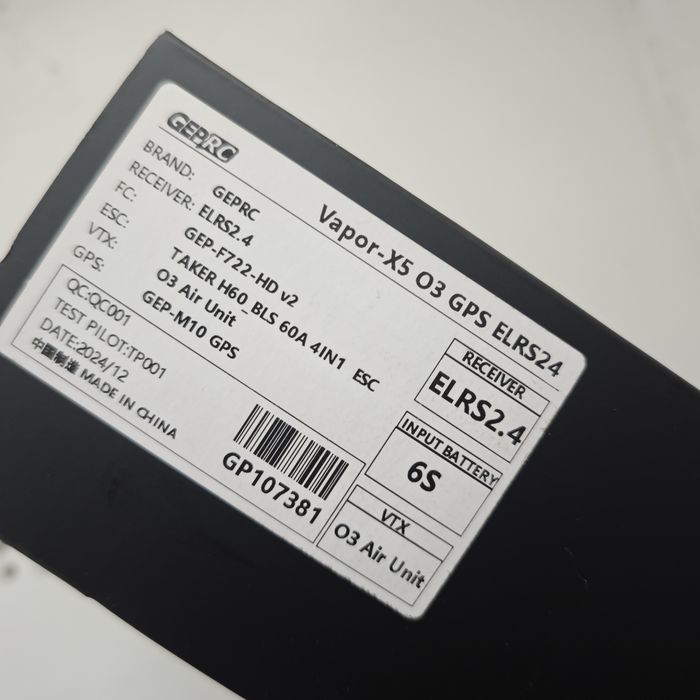 GEPRC
Vapor-X5 O3 GPS ELRS24
BRAND: GEPRC
RECEIVER: ELRS2.4
FC: GEP-F722-HD v2
ESC: TAKER H60_BLS 60A 4IN1 ESC
VTX: O3 Air Unit
GPS: GEP-M10 GPS
QC:QC001
TEST PILOT:TP001
DATE:2024/12
中国制造 MADE IN CHINA
GP107381
RECEIVER
ELRS2.4
INPUT BATTERY
6S
VTX
O3 Air Unit